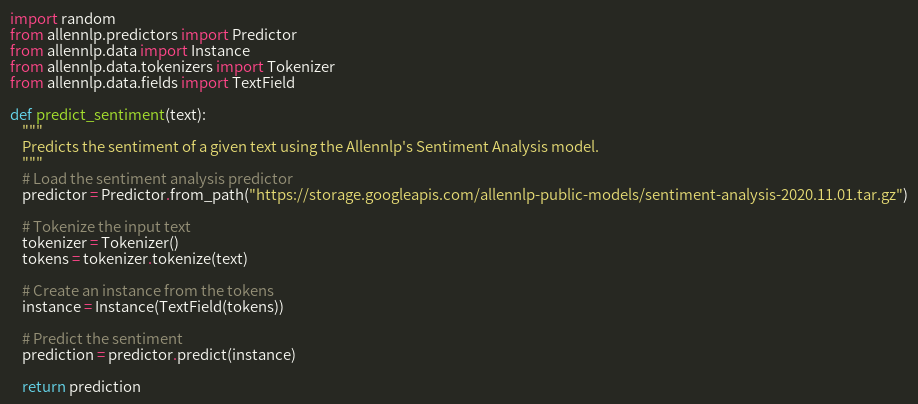 import random
from allennlp.predictors import Predictor
from allennlp.data import Instance
from allennlp.data.tokenizers import Tokenizer
from allennlp.data.fields import TextField

def predict_sentiment(text):
    """
    Predicts the sentiment of a given text using the Allennlp's Sentiment Analysis model.
    """
    # Load the sentiment analysis predictor
    predictor = Predictor.from_path("https://storage.googleapis.com/allennlp-public-models/sentiment-analysis-2020.11.01.tar.gz")

    # Tokenize the input text
    tokenizer = Tokenizer()
    tokens = tokenizer.tokenize(text)

    # Create an instance from the tokens
    instance = Instance(TextField(tokens))

    # Predict the sentiment
    prediction = predictor.predict(instance)

    return prediction